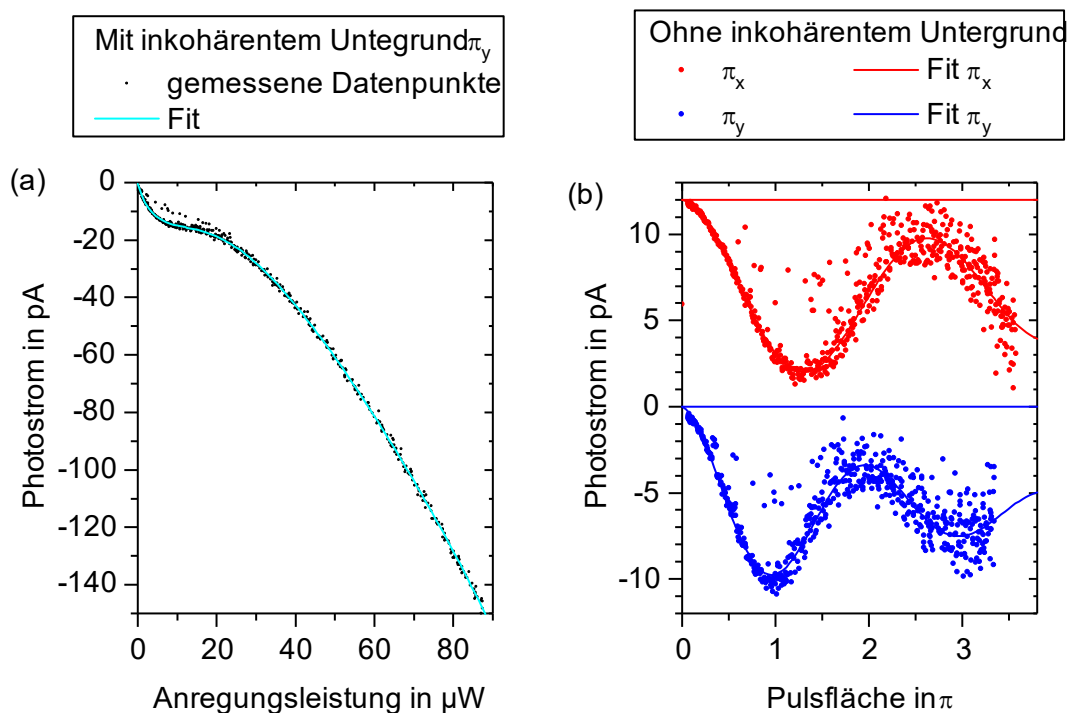 Mit inkohärentem Untegrundπy
gemessene Datenpunkte
Fit
Ohne inkohärentem Untergrund
πx Fit πx
πy Fit πy
(a)
0
-20
-40
-60
-80
-100
-120
-140
Photostrom in pA
0 20 40 60 80
Anregungsleistung in µW
(b)
10
5
0
-5
-10
Photostrom in pA
0 1 2 3
Pulsfläche inπ